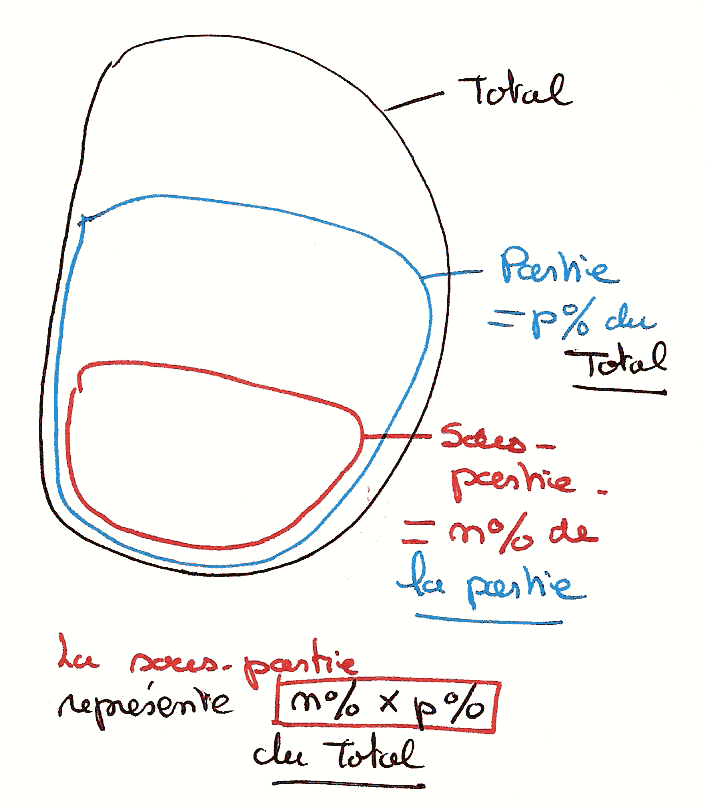 Total
Partie
= p% du
Total
Sous-
partie.
= n% de
la partie
La sous-partie
représente n% x p%
du Total